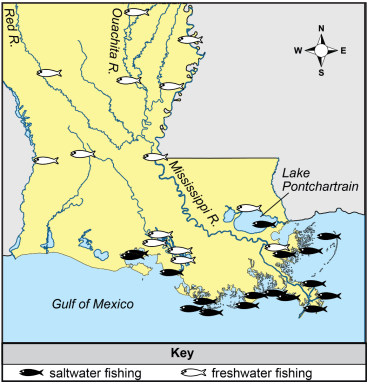 Red R.
Ouachita R.
N
W
E
S
Mississippi R.
Lake
Pontchartrain
Gulf of Mexico
Key
saltwater fishing
freshwater fishing